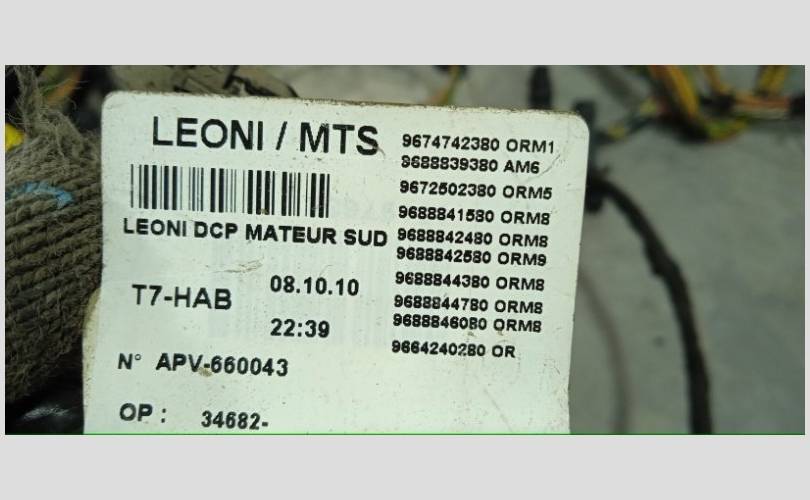 LEONI / MTS
LEONI DCP MATEUR SUD
T7-HAB
08.10.10
22:39
N° APV-660043
OP : 34682-
9674742380 ORM1
9688839380 AM6
9672502380 ORM5
9688841580 ORM8
9688842480 ORM8
9688842580 ORM9
9688844380 ORM8
9688844780 ORM8
9688846080 ORM8
9664240280 OR